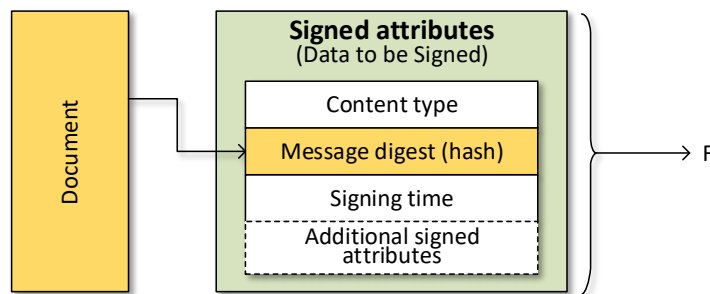 Document
Signed attributes
(Data to be Signed)
Content type
Message digest (hash)
Signing time
Additional signed
attributes